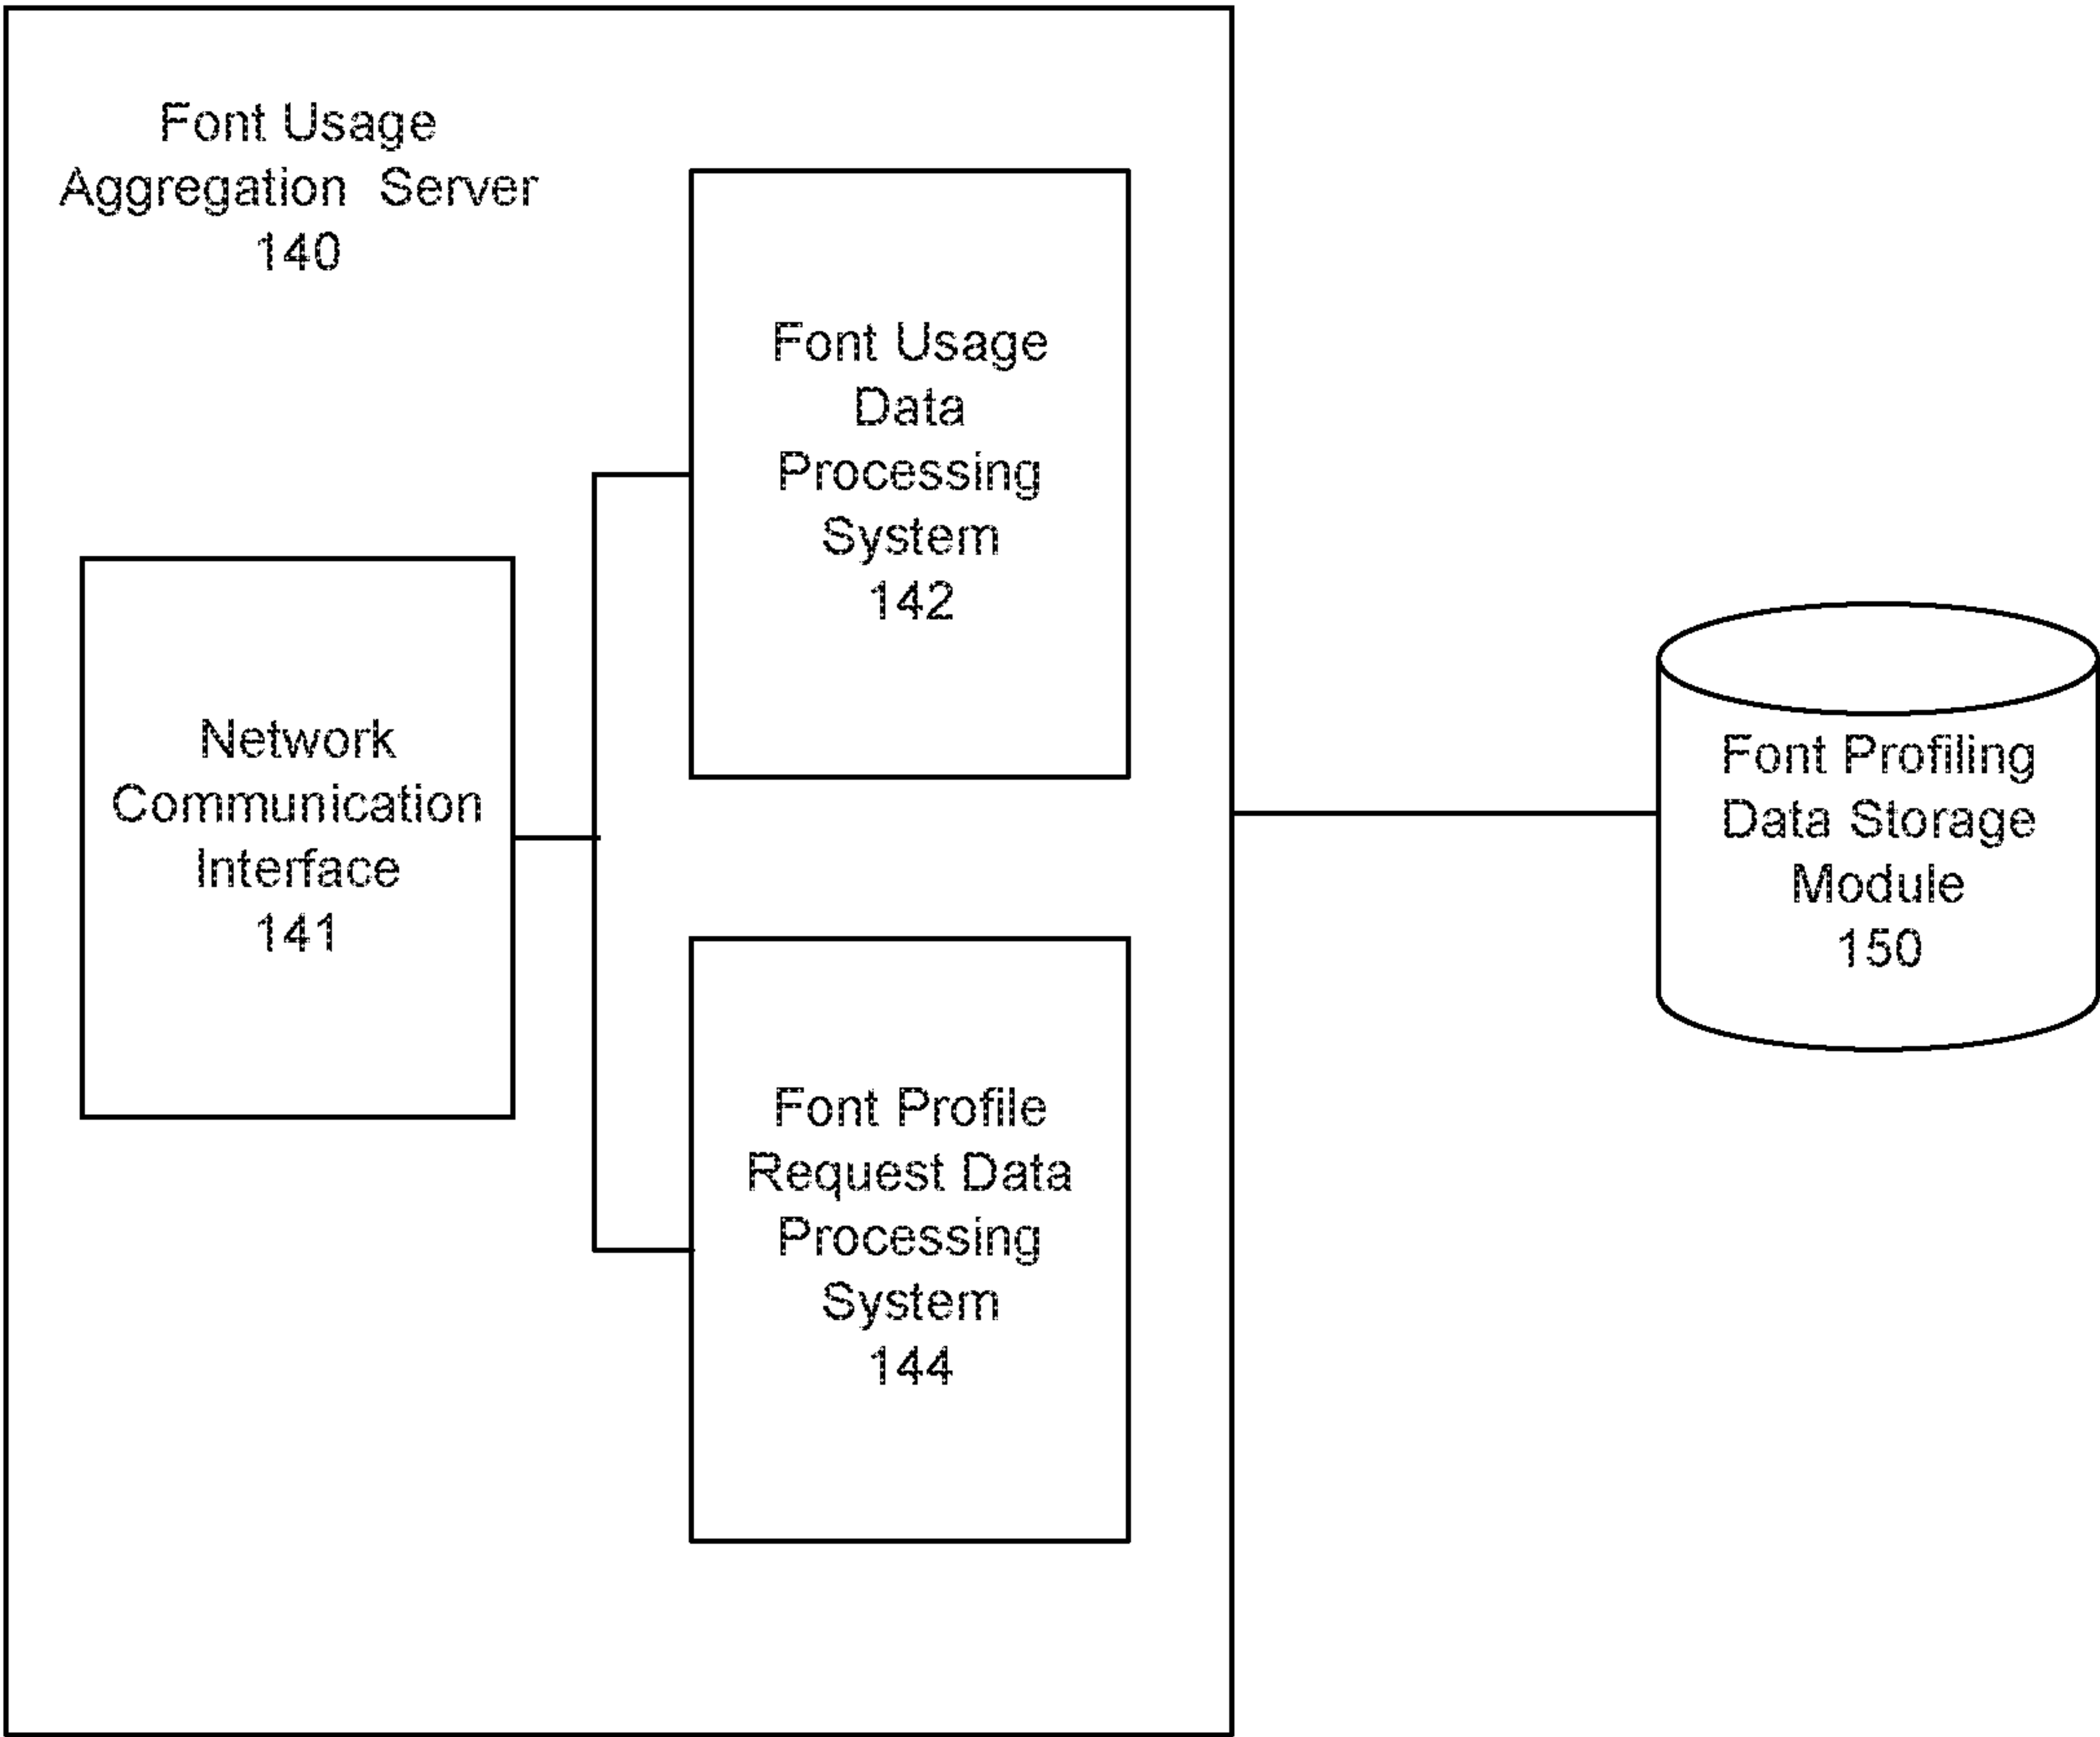 Font Usage
Aggregation Server
140
Font Usage
Data
Processing
System
142
Network
Communication
Interface
141
Font Profile
Request Data
Processing
System
144
Font Profiling
Data Storage
Module
150